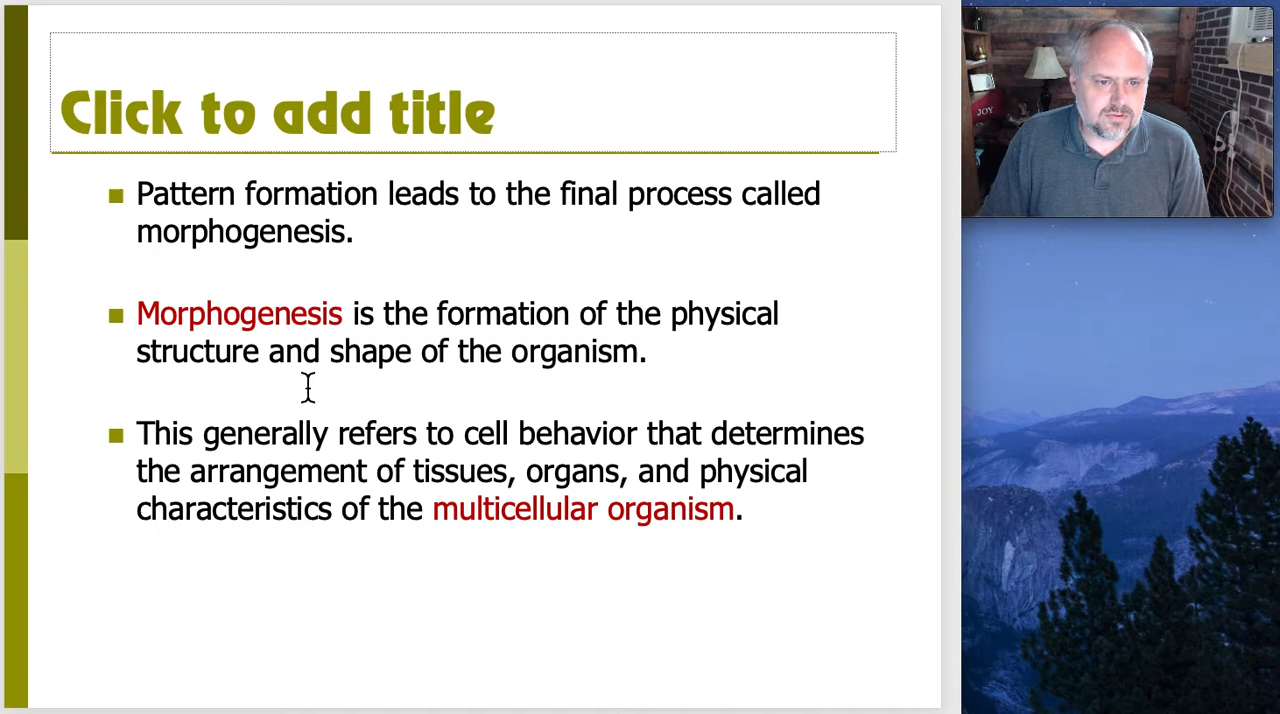 Click to add title
Pattern formation leads to the final process called
morphogenesis.
Morphogenesis is the formation of the physical
structure and shape of the organism.
This generally refers to cell behavior that determines
the arrangement of tissues, organs, and physical
characteristics of the multicellular organism.
JOY